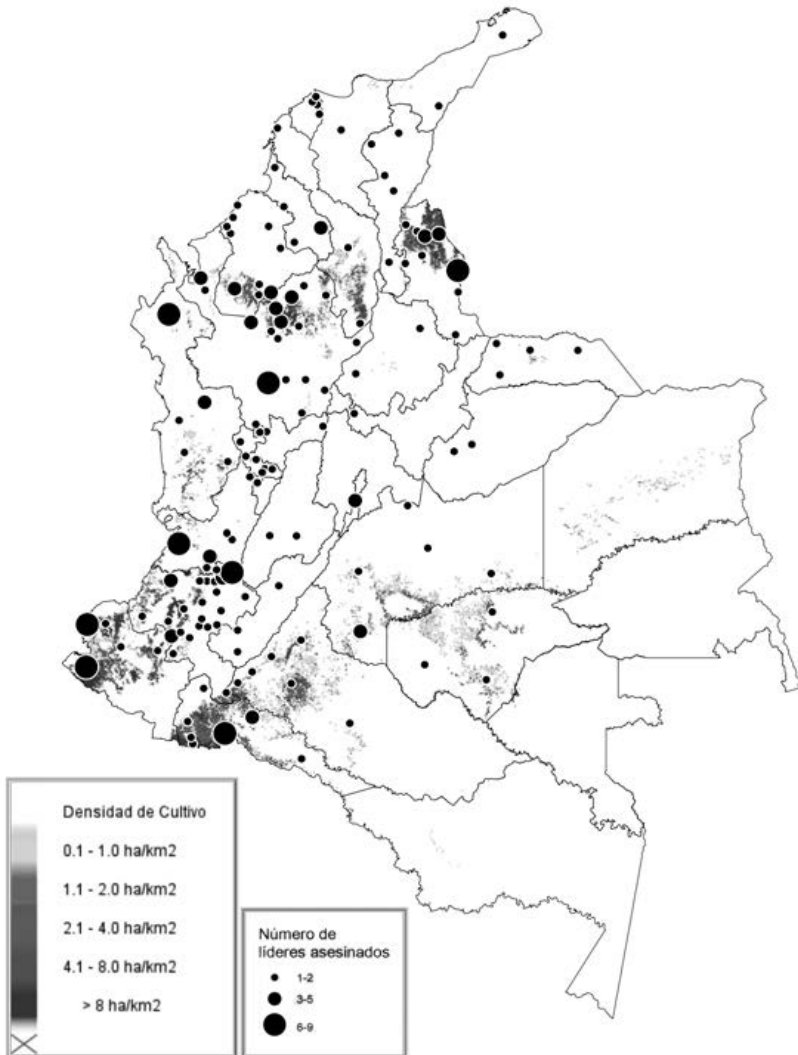 Densidad de Cultivo
0.1 - 1.0 ha/km2
1.1 - 2.0 ha/km2
2.1 - 4.0 ha/km2
4.1 - 8.0 ha/km2
> 8 ha/km2
Número de
líderes asesinados
1-2
3-5
6-9